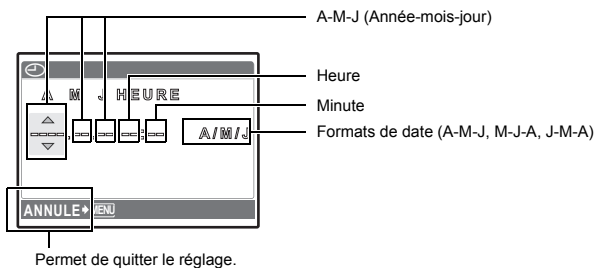 A-M-J (Année-mois-jour)
A M J HEURE
Heure
Minute
----.--.-- --:-- A/M/J
Formats de date (A-M-J, M-J-A, J-M-A)
ANNULE MENU
Permet de quitter le réglage.